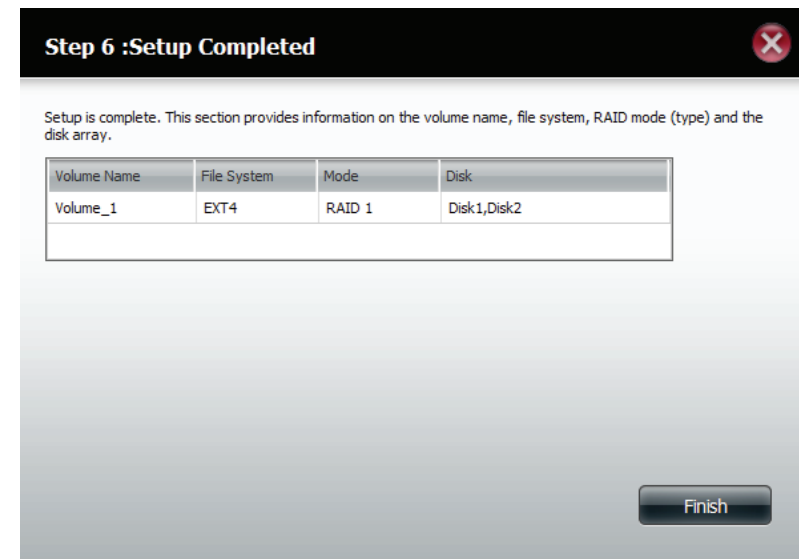 Step 6 :Setup Completed
Setup is complete. This section provides information on the volume name, file system, RAID mode (type) and the
disk array.
Volume Name File System Mode Disk
Volume_1 EXT4 RAID 1 Disk1,Disk2
Finish